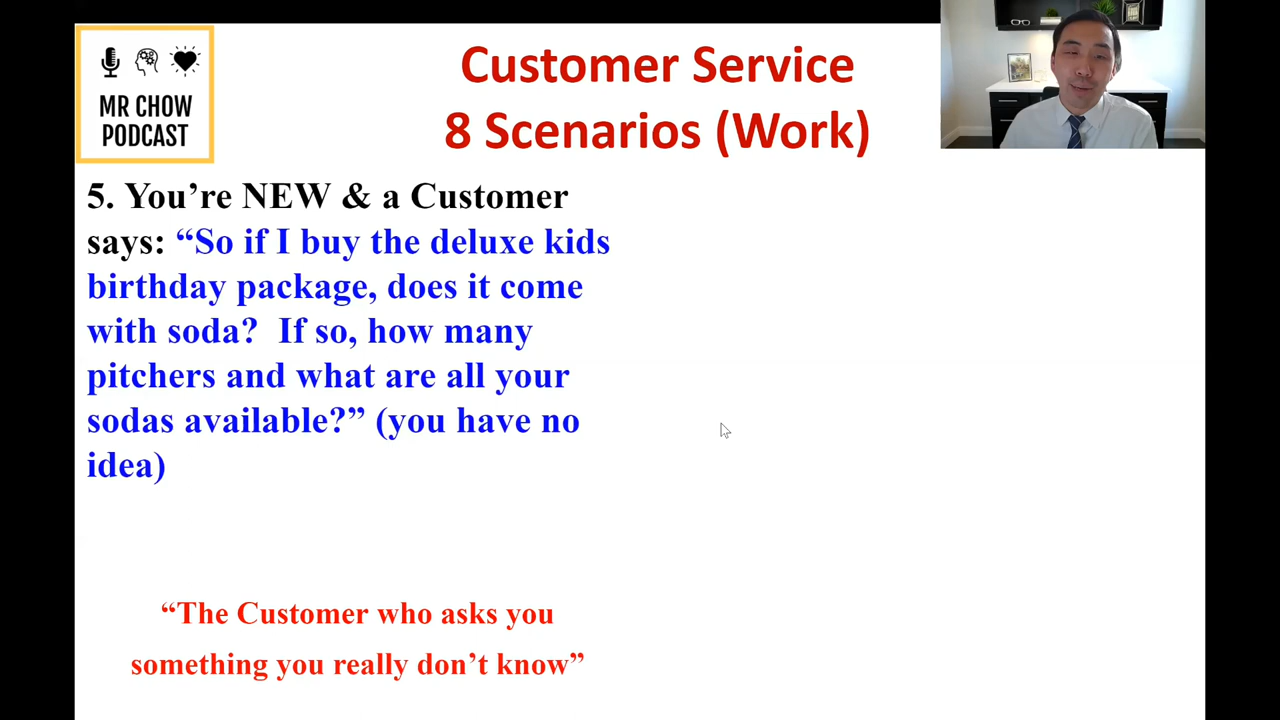 MR CHOW
PODCAST
Customer Service
8 Scenarios (Work)
5. You’re NEW & a Customer
says: “So if I buy the deluxe kids
birthday package, does it come
with soda?  If so, how many
pitchers and what are all your
sodas available?” (you have no
idea)
“The Customer who asks you
something you really don’t know”